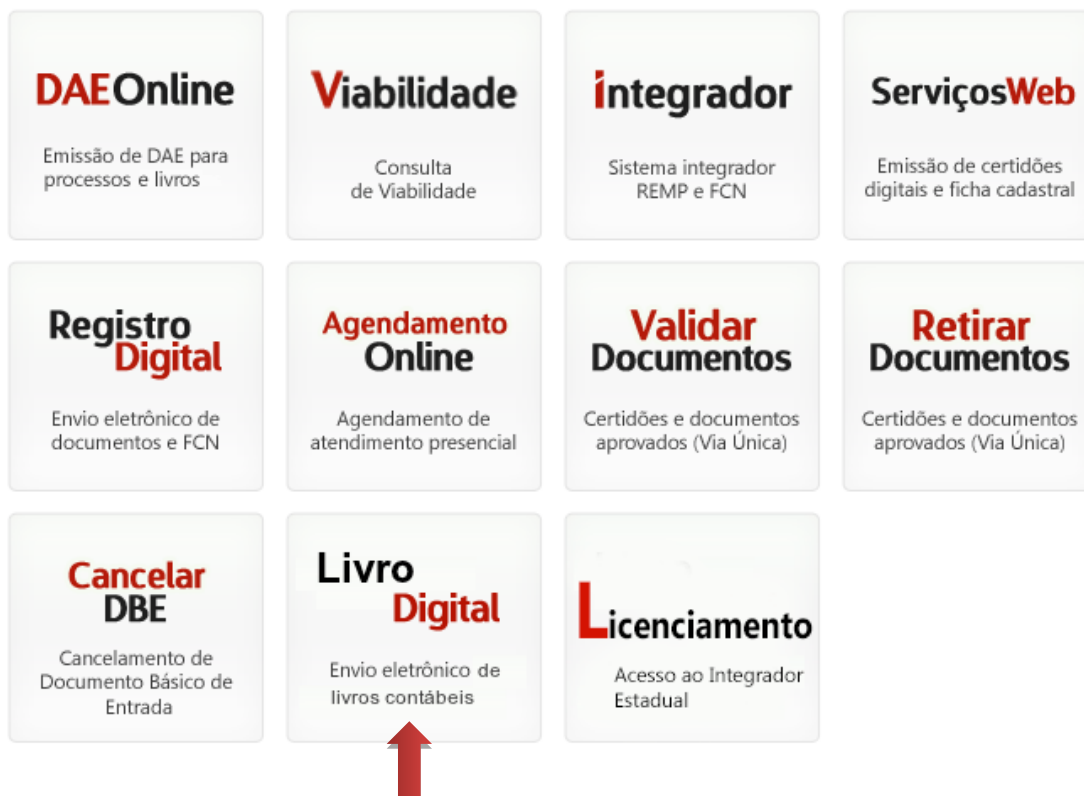 DAEOnline
Emissão de DAE para
processos e livros
Viabilidade
Consulta
de Viabilidade
integrador
Sistema integrador
REMP e FCN
ServiçosWeb
Emissão de certidões
digitais e ficha cadastral
Registro
Digital
Envio eletrônico de
documentos e FCN
Agendamento
Online
Agendamento de
atendimento presencial
Validar
Documentos
Certidões e documentos
aprovados (Via Única)
Retirar
Documentos
Certidões e documentos
aprovados (Via Única)
Cancelar
DBE
Cancelamento de
Documento Básico de
Entrada
Livro
Digital
Envio eletrônico de
livros contábeis
Licenciamento
Acesso ao Integrador
Estadual